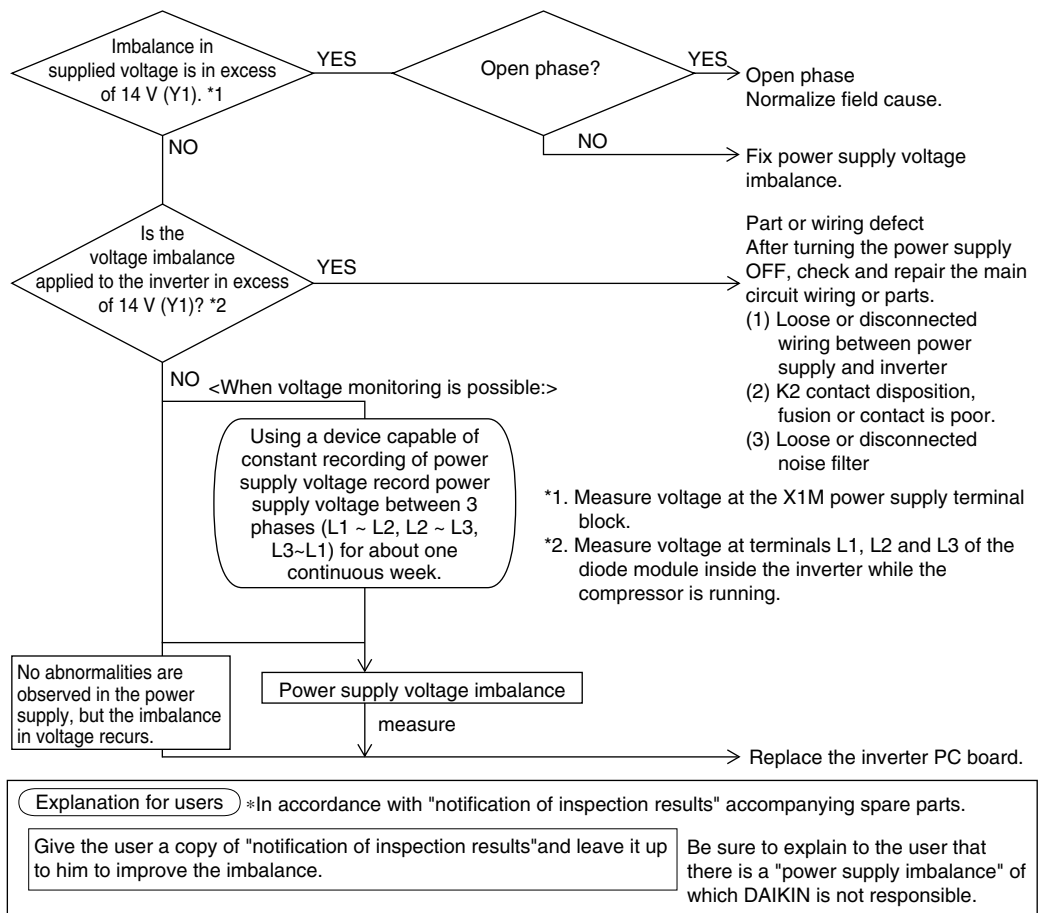 Imbalance in
supplied voltage is in excess
of 14 V (Y1). *1
YES
Open phase?
YES
Open phase
Normalize field cause.
NO
NO
Fix power supply voltage
imbalance.
Is the
voltage imbalance
applied to the inverter in excess
of 14 V (Y1)? *2
YES
Part or wiring defect
After turning the power supply
OFF, check and repair the main
circuit wiring or parts.
(1) Loose or disconnected
wiring between power
supply and inverter
(2) K2 contact disposition,
fusion or contact is poor.
(3) Loose or disconnected
noise filter
NO
<When voltage monitoring is possible:>
Using a device capable of
constant recording of power
supply voltage record power
supply voltage between 3
phases (L1 ~ L2, L2 ~ L3,
L3~L1) for about one
continuous week.
*1. Measure voltage at the X1M power supply terminal
block.
*2. Measure voltage at terminals L1, L2 and L3 of the
diode module inside the inverter while the
compressor is running.
No abnormalities are
observed in the power
supply, but the imbalance
in voltage recurs.
Power supply voltage imbalance
measure
Replace the inverter PC board.
Explanation for users
*In accordance with "notification of inspection results" accompanying spare parts.
Give the user a copy of "notification of inspection results"and leave it up
to him to improve the imbalance.
Be sure to explain to the user that
there is a "power supply imbalance" of
which DAIKIN is not responsible.